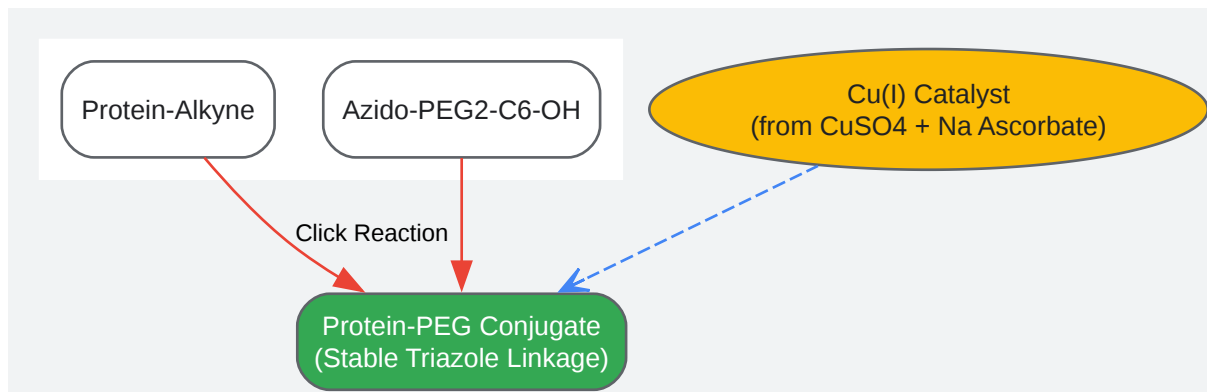 Protein-Alkyne
Azido-PEG2-C6-OH
Cu(I) Catalyst
(from CuSO4 + Na Ascorbate)
Click Reaction
Protein-PEG Conjugate
(Stable Triazole Linkage)